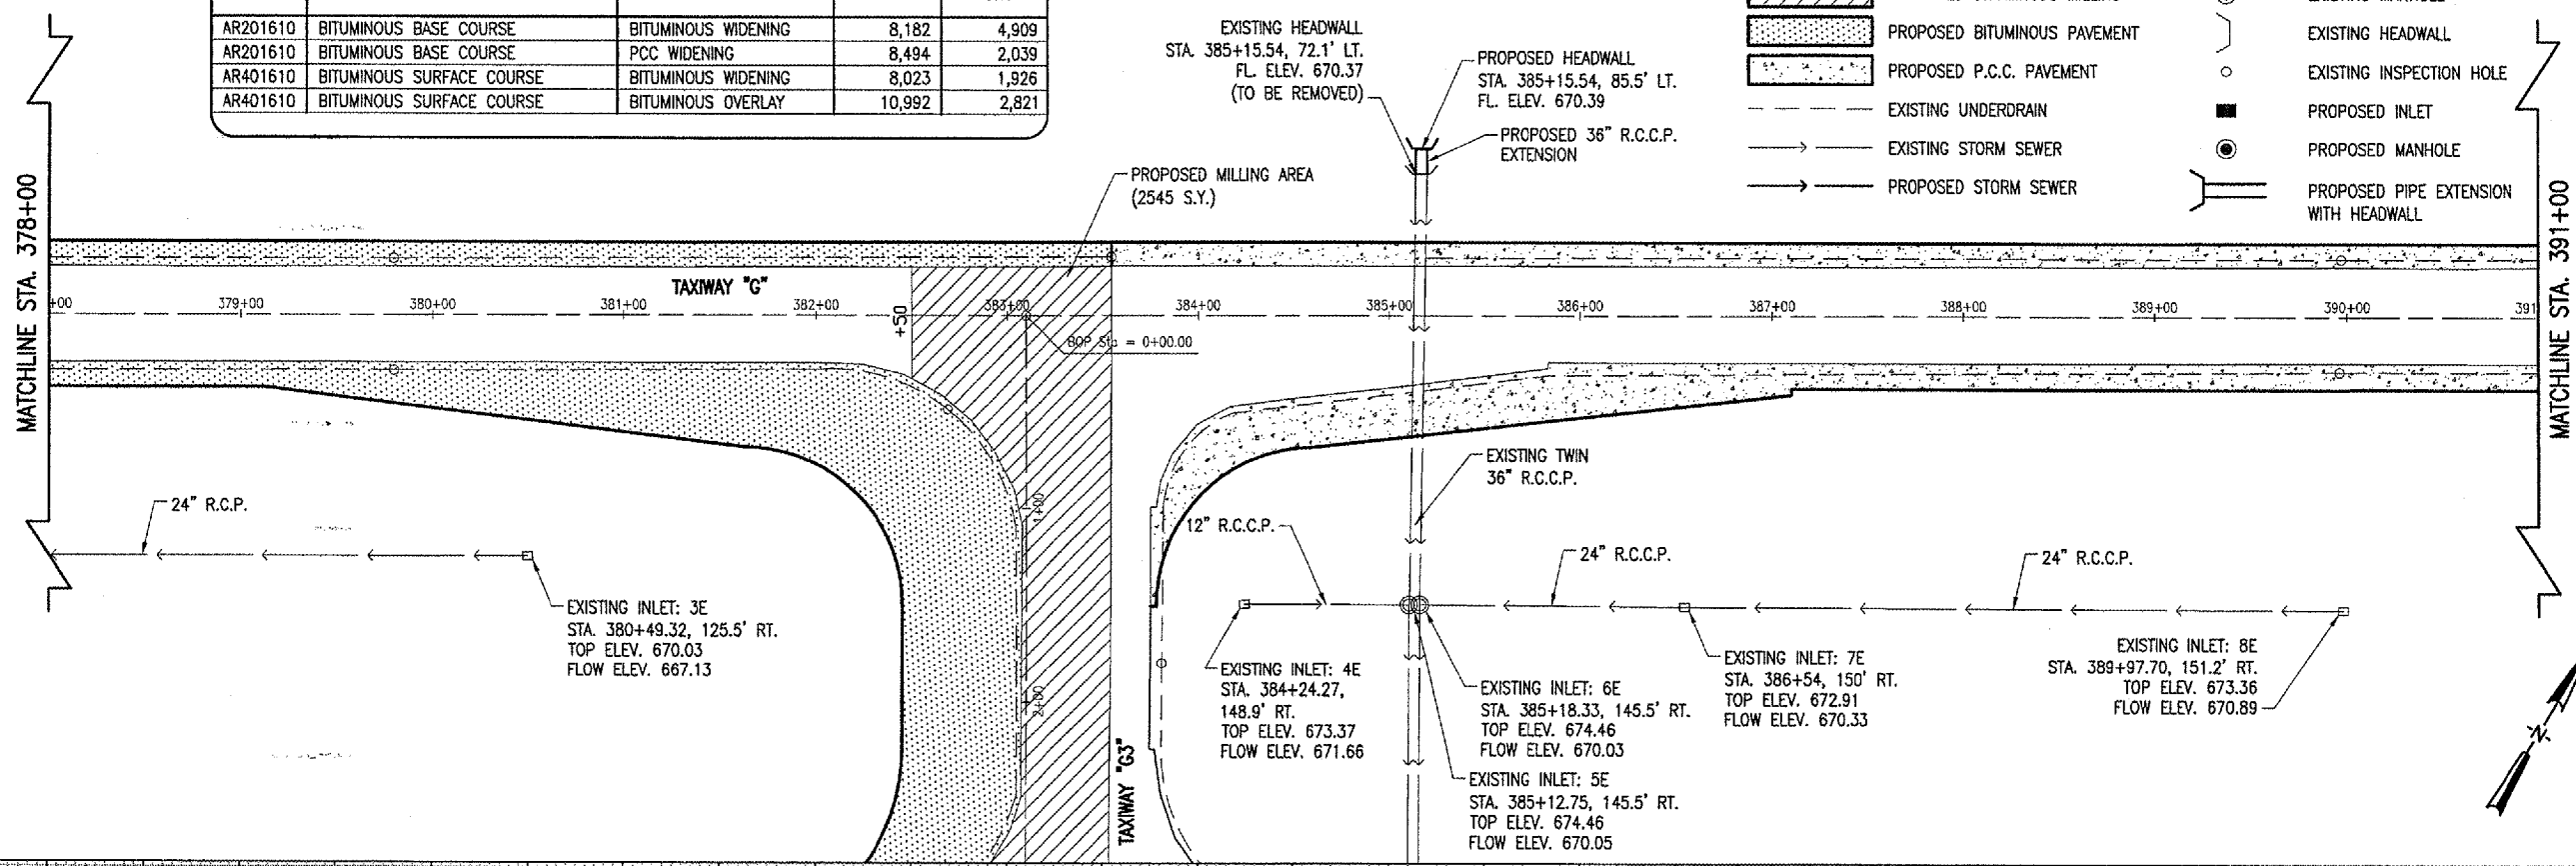 AR201610 BITUMINOUS BASE COURSE BITUMINOUS WIDENING 8,182 4,909
AR201610 BITUMINOUS BASE COURSE PCC WIDENING 8,494 2,039
AR401610 BITUMINOUS SURFACE COURSE BITUMINOUS WIDENING 8,023 1,926
AR401610 BITUMINOUS SURFACE COURSE BITUMINOUS OVERLAY 10,992 2,821
EXISTING HEADWALL
STA. 385+15.54, 72.1' LT.
FL. ELEV. 670.37
(TO BE REMOVED)
PROPOSED HEADWALL
STA. 385+15.54, 85.5' LT.
FL. ELEV. 670.39
PROPOSED 36" R.C.C.P.
EXTENSION
PROPOSED MILLING AREA
(2545 S.Y.)
PROPOSED BITUMINOUS PAVEMENT
PROPOSED P.C.C. PAVEMENT
EXISTING UNDERDRAIN
EXISTING STORM SEWER
PROPOSED STORM SEWER
EXISTING HEADWALL
EXISTING INSPECTION HOLE
PROPOSED INLET
PROPOSED MANHOLE
PROPOSED PIPE EXTENSION
WITH HEADWALL
MATCHLINE STA. 378+00
MATCHLINE STA. 391+00
TAXIWAY "G"
+00 379+00 380+00 381+00 382+00 383+00 384+00 385+00 386+00 387+00 388+00 389+00 390+00 391
+50
BOP Sta = 0+00.00
1+00
2+00
TAXIWAY "G3"
EXISTING TWIN
36" R.C.C.P.
24" R.C.P.
12" R.C.C.P.
24" R.C.C.P.
24" R.C.C.P.
EXISTING INLET: 3E
STA. 380+49.32, 125.5' RT.
TOP ELEV. 670.03
FLOW ELEV. 667.13
EXISTING INLET: 4E
STA. 384+24.27,
148.9' RT.
TOP ELEV. 673.37
FLOW ELEV. 671.66
EXISTING INLET: 6E
STA. 385+18.33, 145.5' RT.
TOP ELEV. 674.46
FLOW ELEV. 670.03
EXISTING INLET: 5E
STA. 385+12.75, 145.5' RT.
TOP ELEV. 674.46
FLOW ELEV. 670.05
EXISTING INLET: 7E
STA. 386+54, 150' RT.
TOP ELEV. 672.91
FLOW ELEV. 670.33
EXISTING INLET: 8E
STA. 389+97.70, 151.2' RT.
TOP ELEV. 673.36
FLOW ELEV. 670.89
N